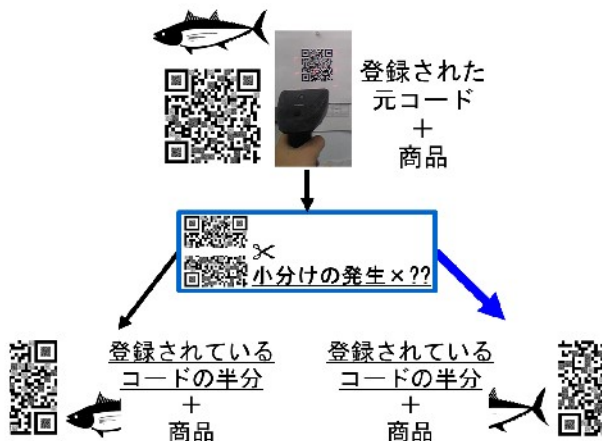 登録された
元コード
+
商品
小分けの発生×??
登録されている
コードの半分
+
商品
登録されている
コードの半分
+
商品